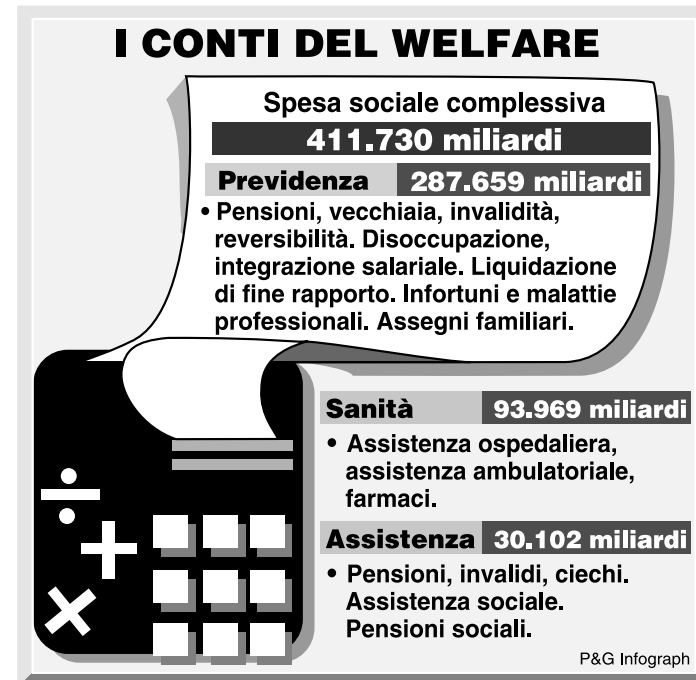 I CONTI DEL WELFARE
Spesa sociale complessiva
411.730 miliardi
Previdenza 287.659 miliardi
• Pensioni, vecchiaia, invalidità,
reversibilità. Disoccupazione,
integrazione salariale. Liquidazione
di fine rapporto. Infortuni e malattie
professionali. Assegni familiari.
Sanità 93.969 miliardi
• Assistenza ospedaliera,
assistenza ambulatoriale,
farmaci.
Assistenza 30.102 miliardi
• Pensioni, invalidi, ciechi.
Assistenza sociale.
Pensioni sociali.
P&G Infograph